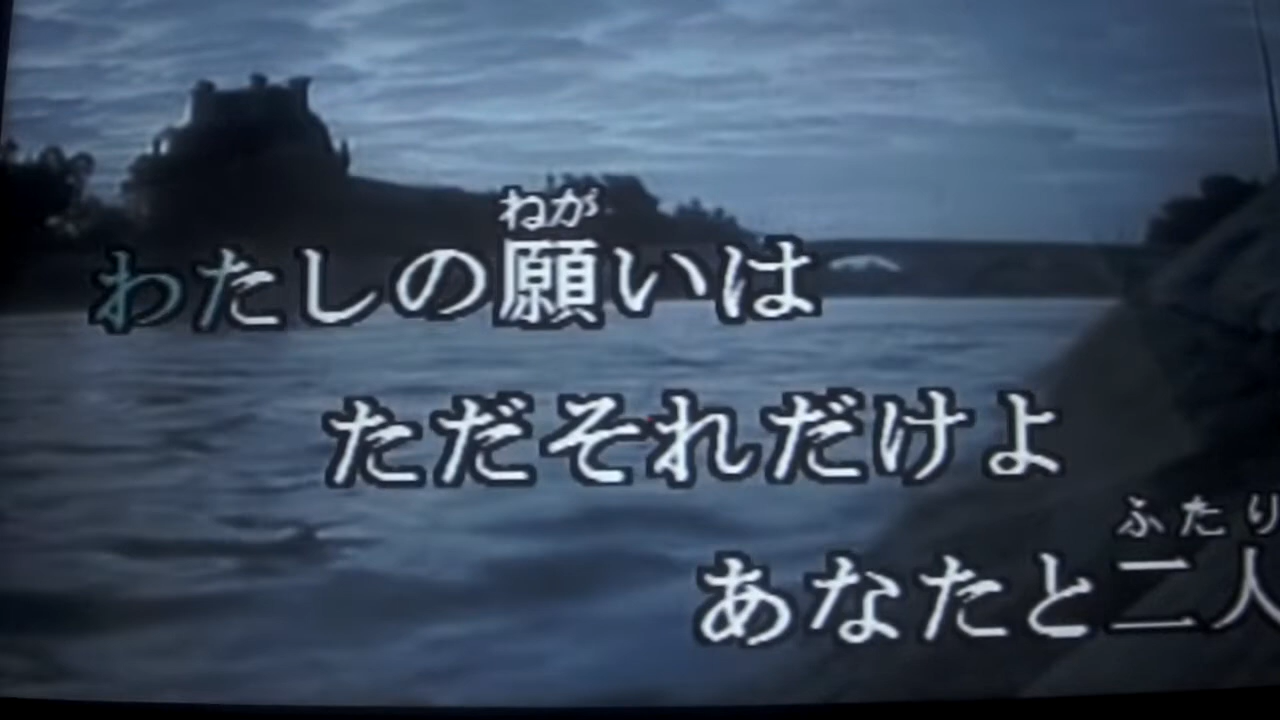 ねが
わたしの願いは
ただそれだけよ
ふたり
あなたと二人